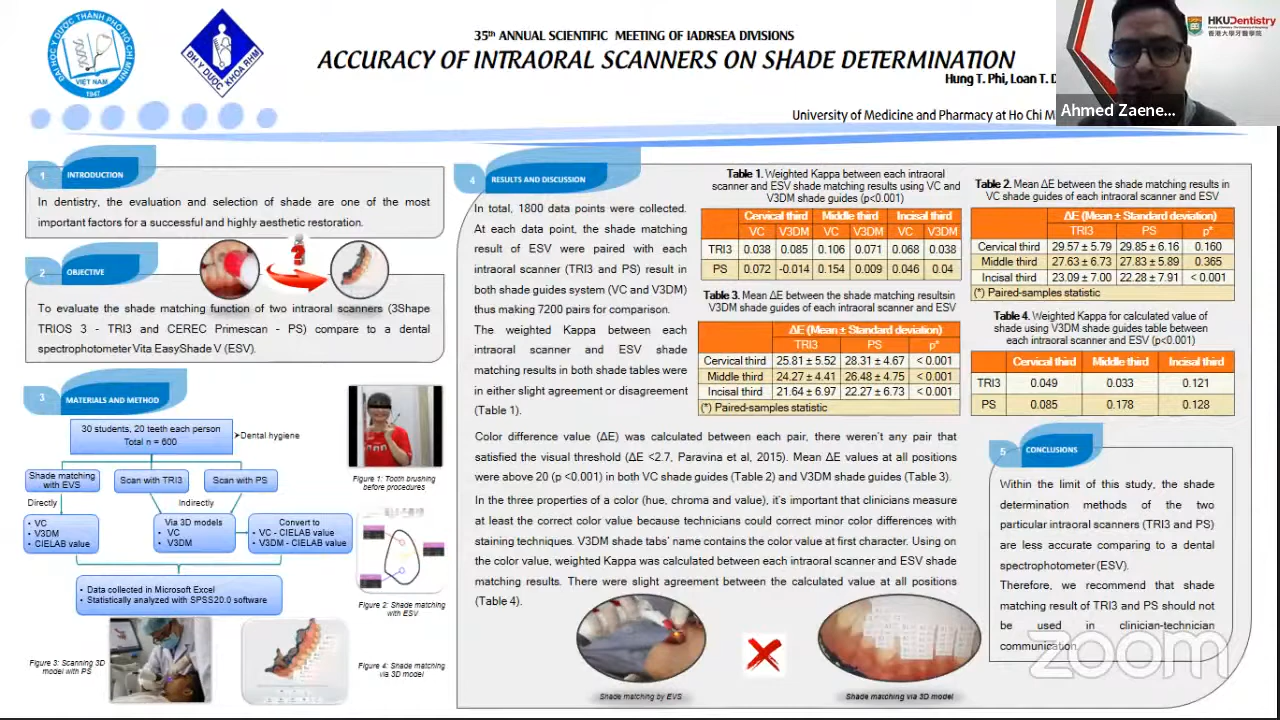 35th ANNUAL SCIENTIFIC MEETING OF IADR-SEA DIVISIONS
ACCURACY OF INTRAORAL SCANNERS ON SHADE DETERMINATION
Hung T. Phi, Loan T.
University of Medicine and Pharmacy at Ho Chi
ĐẠI HỌC Y DƯỢC THÀNH PHỐ HỒ CHÍ MINH
VIỆT NAM
1947
ĐH Y DƯỢC KHOA RHM
HKUDentistry
香港大學牙醫學院
Ahmed Zaene...
1 INTRODUCTION
In dentistry, the evaluation and selection of shade are one of the most
important factors for a successful and highly aesthetic restoration.
2 OBJECTIVE
To evaluate the shade matching function of two intraoral scanners (3Shape
TRIOS 3 - TRI3 and CEREC Primescan - PS) compare to a dental
spectrophotometer Vita EasyShade V (ESV).
3 MATERIALS AND METHOD
30 students, 20 teeth each person
Total n = 600
➢Dental hygiene
Shade matching
with EVS
Scan with TRI3
Scan with PS
Directly
Indirectly
• VC
• V3DM
• CIELAB value
Via 3D models
• VC
• V3DM
Convert to
• VC - CIELAB value
• V3DM - CIELAB value
• Data collected in Microsoft Excel
• Statistically analyzed with SPSS20.0 software
Figure 1: Tooth brushing
before procedures
Figure 2: Shade matching
with ESV
Figure 3: Scanning 3D
model with PS
Figure 4: Shade matching
via 3D model
4 RESULTS AND DISCUSSION
In total, 1800 data points were collected.
At each data point, the shade matching
result of ESV were paired with each
intraoral scanner (TRI3 and PS) result in
both shade guides system (VC and V3DM)
thus making 7200 pairs for comparison.
The weighted Kappa between each
intraoral scanner and ESV shade
matching results in both shade tables were
in either slight agreement or disagreement
(Table 1).
Table 1. Weighted Kappa between each intraoral
scanner and ESV shade matching results using VC and
V3DM shade guides (p<0.001)
Cervical third Middle third Incisal third
VC V3DM VC V3DM VC V3DM
TRI3 0.038 0.085 0.106 0.071 0.068 0.038
PS 0.072 -0.014 0.154 0.009 0.046 0.04
Table 3. Mean ΔE between the shade matching resultsin
V3DM shade guides of each intraoral scanner and ESV
ΔE (Mean ± Standard deviation)
TRI3 PS p*
Cervical third 25.81 ± 5.52 28.31 ± 4.67 < 0.001
Middle third 24.27 ± 4.41 26.48 ± 4.75 < 0.001
Incisal third 21.64 ± 6.97 22.27 ± 6.73 < 0.001
(*) Paired-samples statistic
Table 2. Mean ΔE between the shade matching results in
VC shade guides of each intraoral scanner and ESV
ΔE (Mean ± Standard deviation)
TRI3 PS p*
Cervical third 29.57 ± 5.79 29.85 ± 6.16 0.160
Middle third 27.63 ± 6.73 27.83 ± 5.89 0.365
Incisal third 23.09 ± 7.00 22.28 ± 7.91 < 0.001
(*) Paired-samples statistic
Table 4. Weighted Kappa for calculated value of
shade using V3DM shade guides table between
each intraoral scanner and ESV (p<0.001)
Cervical third Middle third Incisal third
TRI3 0.049 0.033 0.121
PS 0.085 0.178 0.128
Color difference value (ΔE) was calculated between each pair, there weren't any pair that
satisfied the visual threshold (ΔE <2.7, Paravina et al, 2015). Mean ΔE values at all positions
were above 20 (p <0.001) in both VC shade guides (Table 2) and V3DM shade guides (Table 3).
In the three properties of a color (hue, chroma and value), it's important that clinicians measure
at least the correct color value because technicians could correct minor color differences with
staining techniques. V3DM shade tabs' name contains the color value at first character. Using on
the color value, weighted Kappa was calculated between each intraoral scanner and ESV shade
matching results. There were slight agreement between the calculated value at all positions
(Table 4).
Shade matching by EVS
Shade matching via 3D model
5 CONCLUSIONS
Within the limit of this study, the shade
determination methods of the two
particular intraoral scanners (TRI3 and PS)
are less accurate comparing to a dental
spectrophotometer (ESV).
Therefore, we recommend that shade
matching result of TRI3 and PS should not
be used in clinician-technician
communication.
zoom